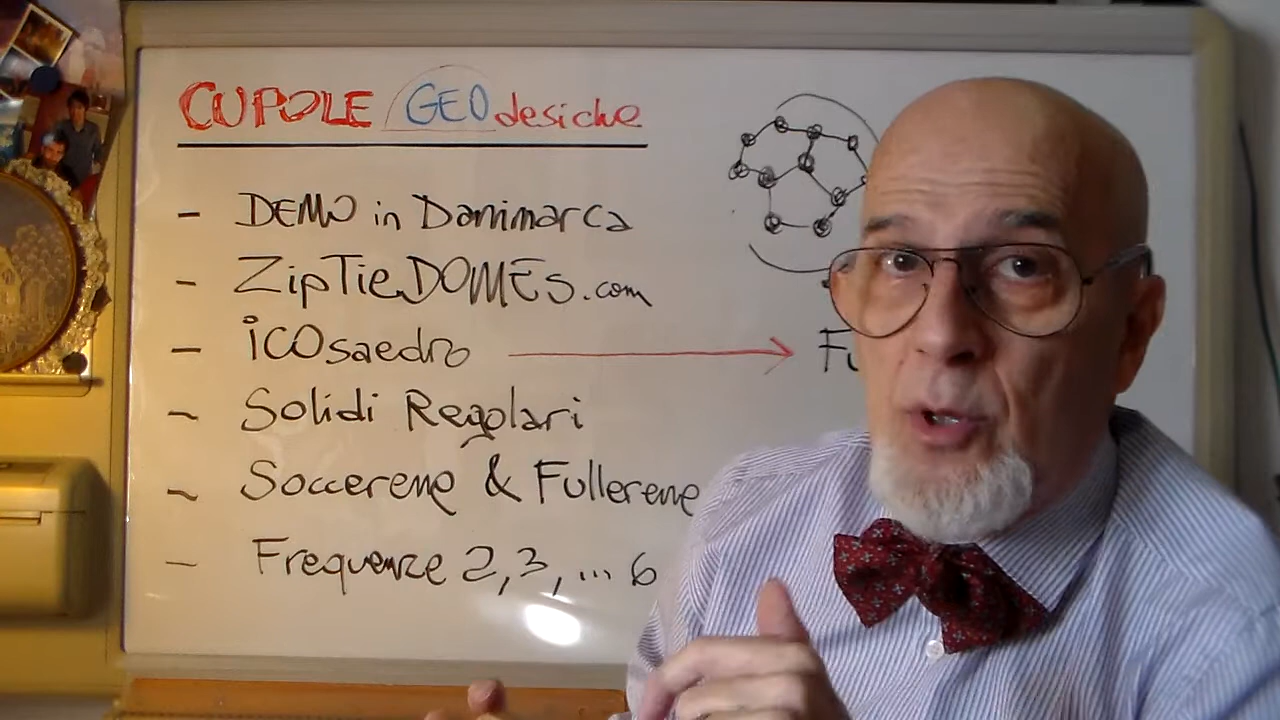 CUPOLE GEOdesiche
- DEMO in Danimarca
- ZipTieDOMES.com
- iCOsaedro
- Solidi Regolari
- Soccerene & Fullerene
- Frequenze 2,3,... 6